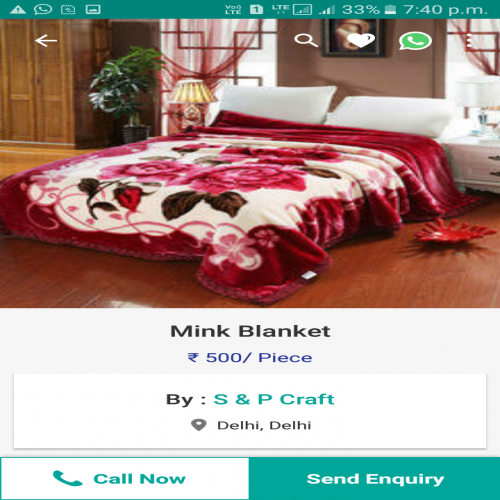 Vo))
LTE 1 LTE 33% 7:40 p.m.
Mink Blanket
₹ 500/ Piece
By : S & P Craft
Delhi, Delhi
Call Now
Send Enquiry